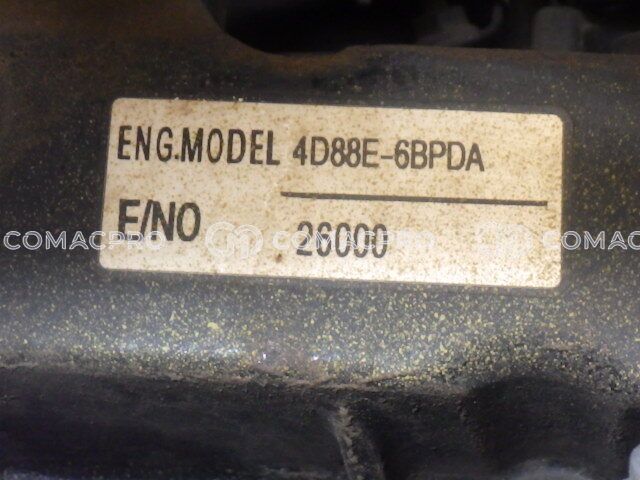 ENG.MODEL 4D88E-6BPDA
E/NO 26000
COMACPRO COMACPRO COMACPRO